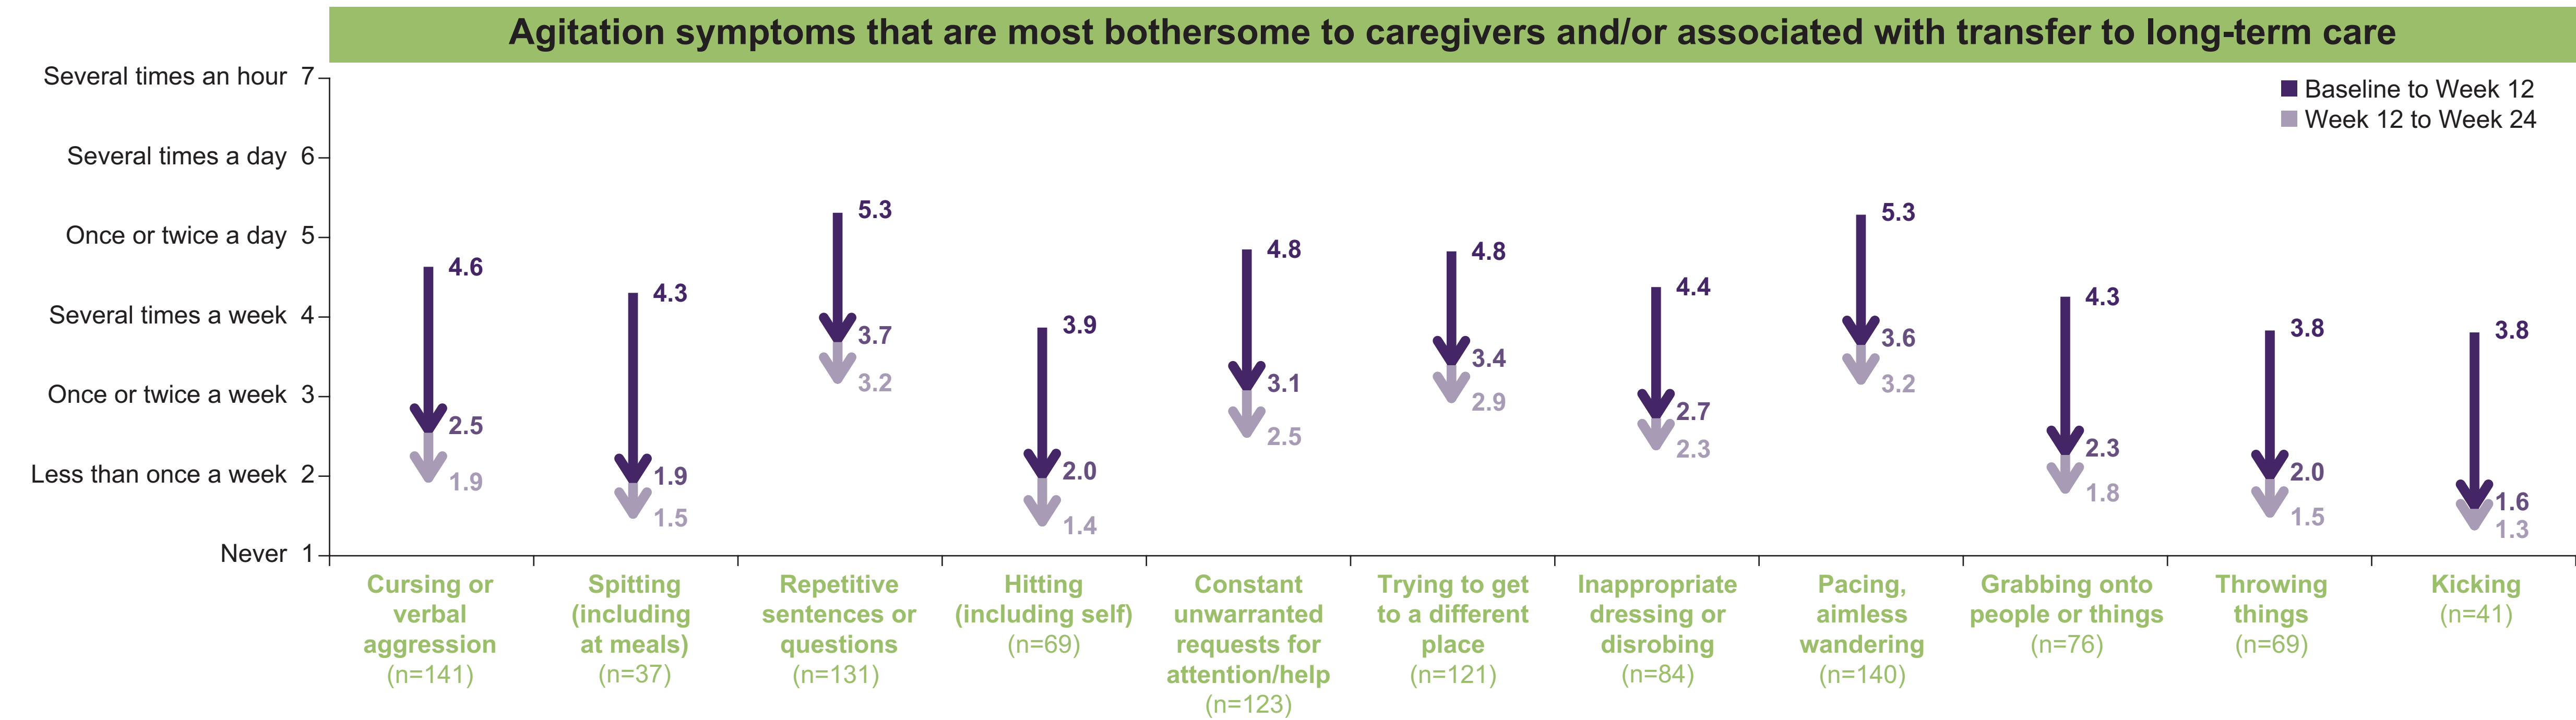 Agitation symptoms that are most bothersome to caregivers and/or associated with transfer to long-term care
Several times an hour 7
Several times a day 6
Once or twice a day 5
Several times a week 4
Once or twice a week 3
Less than once a week 2
Never 1
Baseline to Week 12
Week 12 to Week 24
4.6
2.5
1.9
4.3
1.9
1.5
5.3
3.7
3.2
3.9
2.0
1.4
4.8
3.1
2.5
4.8
3.4
2.9
4.4
2.7
2.3
5.3
3.6
3.2
4.3
2.3
1.8
3.8
2.0
1.5
3.8
1.6
1.3
Cursing or
verbal
aggression
(n=141)
Spitting
(including
at meals)
(n=37)
Repetitive
sentences or
questions
(n=131)
Hitting
(including self)
(n=69)
Constant
unwarranted
requests for
attention/help
(n=123)
Trying to get
to a different
place
(n=121)
Inappropriate
dressing or
disrobing
(n=84)
Pacing,
aimless
wandering
(n=140)
Grabbing onto
people or things
(n=76)
Throwing
things
(n=69)
Kicking
(n=41)